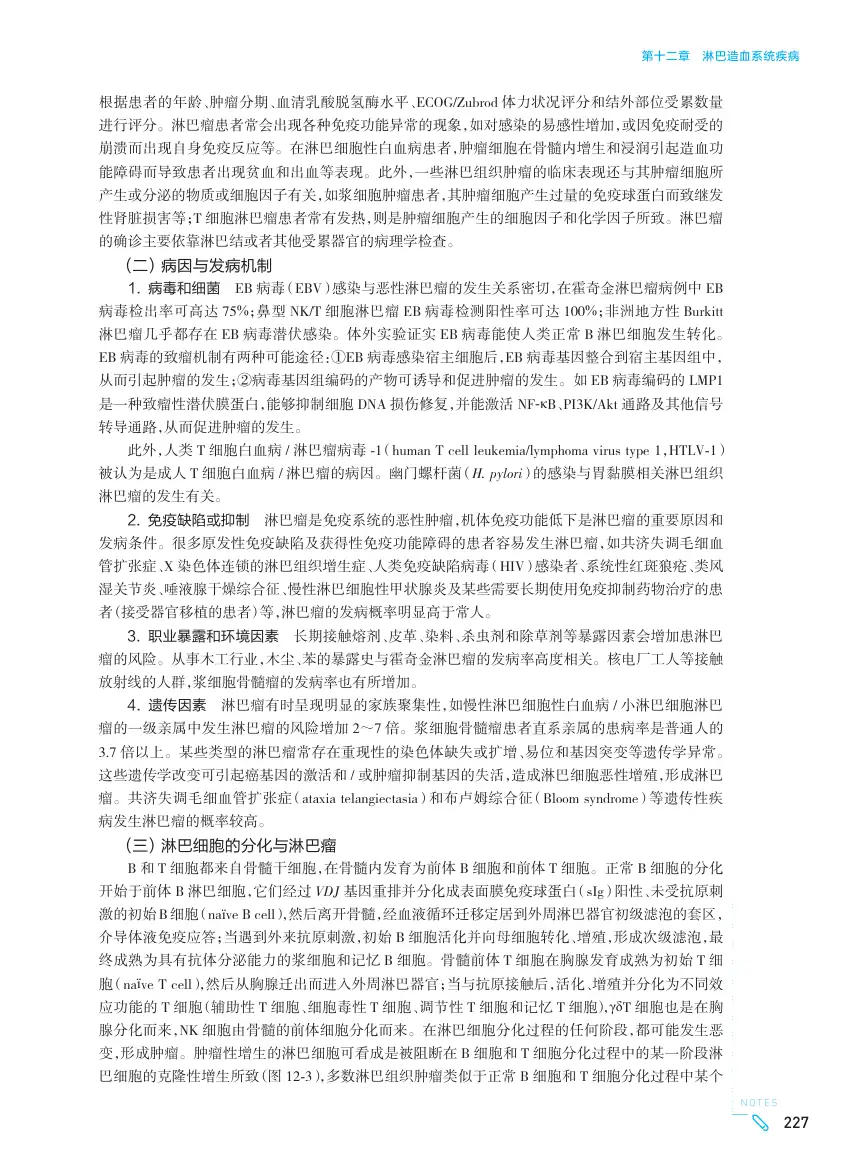 第十二章 淋巴造血系统疾病
根据患者的年龄、肿瘤分期、血清乳酸脱氢酶水平、ECOG/Zubrod 体力状况评分和结外部位受累数量
进行评分。淋巴瘤患者常会出现各种免疫功能异常的现象,如对感染的易感性增加,或因免疫耐受的
崩溃而出现自身免疫反应等。在淋巴细胞性白血病患者,肿瘤细胞在骨髓内增生和浸润引起造血功
能障碍而导致患者出现贫血和出血等表现。此外,一些淋巴组织肿瘤的临床表现还与其肿瘤细胞所
产生或分泌的物质或细胞因子有关,如浆细胞肿瘤患者,其肿瘤细胞产生过量的免疫球蛋白而致继发
性肾脏损害等;T 细胞淋巴瘤患者常有发热,则是肿瘤细胞产生的细胞因子和化学因子所致。淋巴瘤
的确诊主要依靠淋巴结或者其他受累器官的病理学检查。
(二)病因与发病机制
1. 病毒和细菌 EB 病毒(EBV)感染与恶性淋巴瘤的发生关系密切,在霍奇金淋巴瘤病例中 EB
病毒检出率可高达 75%;鼻型 NK/T 细胞淋巴瘤 EB 病毒检测阳性率可达 100%;非洲地方性 Burkitt
淋巴瘤几乎都存在 EB 病毒潜伏感染。体外实验证实 EB 病毒能使人类正常 B 淋巴细胞发生转化。
EB 病毒的致瘤机制有两种可能途径:①EB 病毒感染宿主细胞后,EB 病毒基因整合到宿主基因组中,
从而引起肿瘤的发生;②病毒基因组编码的产物可诱导和促进肿瘤的发生。如 EB 病毒编码的 LMP1
是一种致瘤性潜伏膜蛋白,能够抑制细胞 DNA 损伤修复,并能激活 NF-κB、PI3K/Akt 通路及其他信号
转导通路,从而促进肿瘤的发生。
此外,人类 T 细胞白血病 / 淋巴瘤病毒 -1(human T cell leukemia/lymphoma virus type 1,HTLV-1)
被认为是成人 T 细胞白血病 / 淋巴瘤的病因。幽门螺杆菌(H. pylori)的感染与胃黏膜相关淋巴组织
淋巴瘤的发生有关。
2. 免疫缺陷或抑制 淋巴瘤是免疫系统的恶性肿瘤,机体免疫功能低下是淋巴瘤的重要原因和
发病条件。很多原发性免疫缺陷及获得性免疫功能障碍的患者容易发生淋巴瘤,如共济失调毛细血
管扩张症、X 染色体连锁的淋巴组织增生症、人类免疫缺陷病毒(HIV)感染者、系统性红斑狼疮、类风
湿关节炎、唾液腺干燥综合征、慢性淋巴细胞性甲状腺炎及某些需要长期使用免疫抑制药物治疗的患
者(接受器官移植的患者)等,淋巴瘤的发病概率明显高于常人。
3. 职业暴露和环境因素 长期接触熔剂、皮革、染料、杀虫剂和除草剂等暴露因素会增加患淋巴
瘤的风险。从事木工行业,木尘、苯的暴露史与霍奇金淋巴瘤的发病率高度相关。核电厂工人等接触
放射线的人群,浆细胞骨髓瘤的发病率也有所增加。
4. 遗传因素 淋巴瘤有时呈现明显的家族聚集性,如慢性淋巴细胞性白血病 / 小淋巴细胞淋巴
瘤的一级亲属中发生淋巴瘤的风险增加 2～7 倍。浆细胞骨髓瘤患者直系亲属的患病率是普通人的
3.7 倍以上。某些类型的淋巴瘤常存在重现性的染色体缺失或扩增、易位和基因突变等遗传学异常。
这些遗传学改变可引起癌基因的激活和 / 或肿瘤抑制基因的失活,造成淋巴细胞恶性增殖,形成淋巴
瘤。共济失调毛细血管扩张症(ataxia telangiectasia)和布卢姆综合征(Bloom syndrome)等遗传性疾
病发生淋巴瘤的概率较高。
(三)淋巴细胞的分化与淋巴瘤
B 和 T 细胞都来自骨髓干细胞,在骨髓内发育为前体 B 细胞和前体 T 细胞。正常 B 细胞的分化
开始于前体 B 淋巴细胞,它们经过 VDJ 基因重排并分化成表面膜免疫球蛋白(sIg)阳性、未受抗原刺
激的初始 B 细胞(naïve B cell),然后离开骨髓,经血液循环迁移定居到外周淋巴器官初级滤泡的套区,
介导体液免疫应答;当遇到外来抗原刺激,初始 B 细胞活化并向母细胞转化、增殖,形成次级滤泡,最
终成熟为具有抗体分泌能力的浆细胞和记忆 B 细胞。骨髓前体 T 细胞在胸腺发育成熟为初始 T 细
胞(naïve T cell),然后从胸腺迁出而进入外周淋巴器官;当与抗原接触后,活化、增殖并分化为不同效
应功能的 T 细胞(辅助性 T 细胞、细胞毒性 T 细胞、调节性 T 细胞和记忆 T 细胞),γδT 细胞也是在胸
腺分化而来,NK 细胞由骨髓的前体细胞分化而来。在淋巴细胞分化过程的任何阶段,都可能发生恶
变,形成肿瘤。肿瘤性增生的淋巴细胞可看成是被阻断在 B 细胞和 T 细胞分化过程中的某一阶段淋
巴细胞的克隆性增生所致(图 12-3),多数淋巴组织肿瘤类似于正常 B 细胞和 T 细胞分化过程中某个
NOTES
227